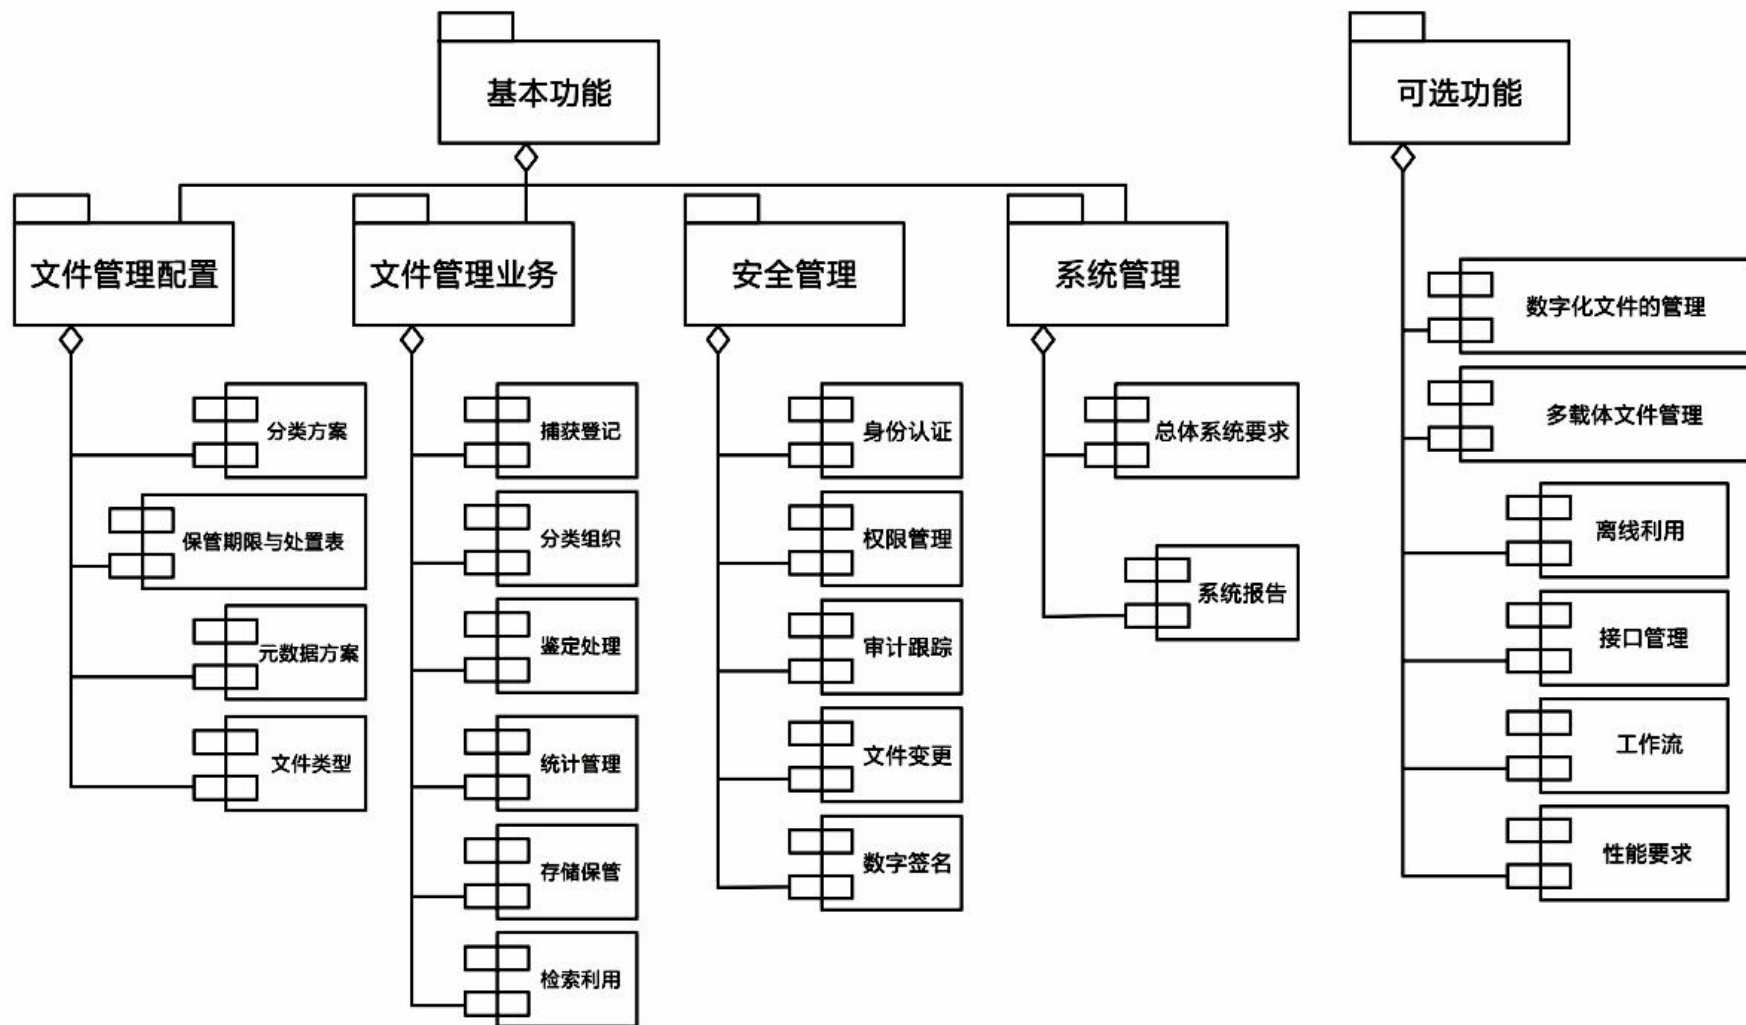 基本功能
可选功能
文件管理配置
文件管理业务
安全管理
系统管理
分类方案
保管期限与处置表
元数据方案
文件类型
捕获登记
分类组织
鉴定处理
统计管理
存储保管
检索利用
身份认证
权限管理
审计跟踪
文件变更
数字签名
总体系统要求
系统报告
数字化文件的管理
多载体文件管理
离线利用
接口管理
工作流
性能要求